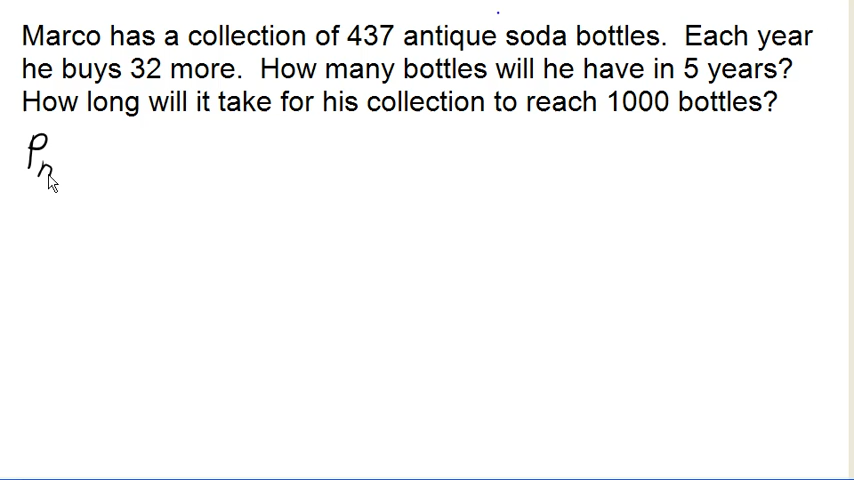 Marco has a collection of 437 antique soda bottles.  Each year
he buys 32 more.  How many bottles will he have in 5 years?
How long will it take for his collection to reach 1000 bottles?
Pn